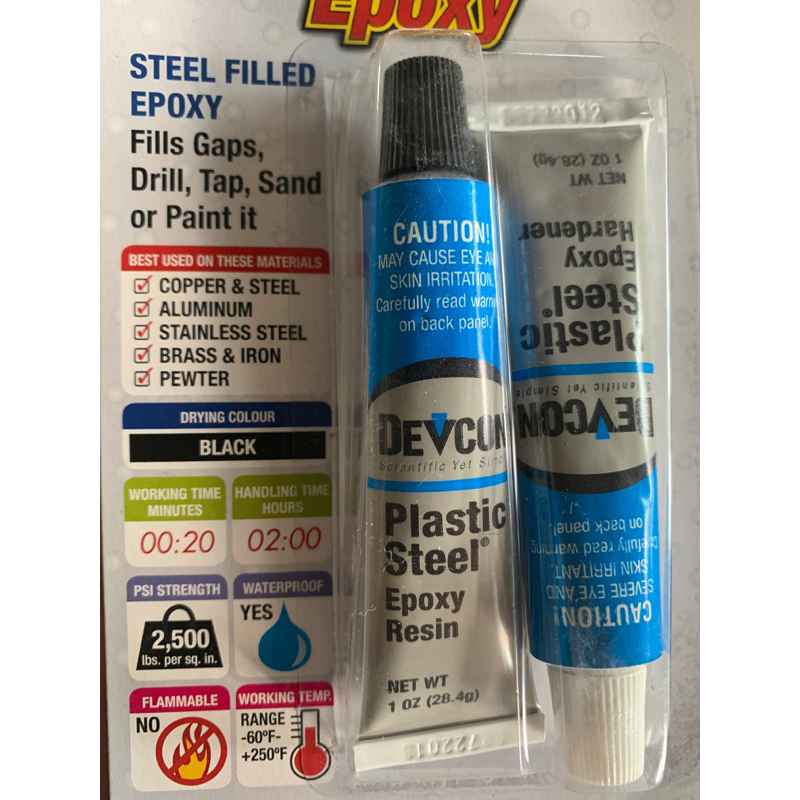 Epoxy
STEEL FILLED
EPOXY
Fills Gaps,
Drill, Tap, Sand
or Paint it
BEST USED ON THESE MATERIALS
COPPER & STEEL
ALUMINUM
STAINLESS STEEL
BRASS & IRON
PEWTER
DRYING COLOUR
BLACK
WORKING TIME
MINUTES
00:20
HANDLING TIME
HOURS
02:00
PSI STRENGTH
2,500
lbs. per sq. in.
WATERPROOF
YES
FLAMMABLE
NO
WORKING TEMP.
RANGE
-60ºF-
+250ºF
CAUTION!
MAY CAUSE EYE
SKIN IRRITATION.
Carefully read
on back panel.
DEVCON
Scientific Yet
Plastic
Steel®
Epoxy
Resin
NET WT
1 OZ (28.4g)
NET WT
1 OZ (28.4g)
Epoxy
Hardener
Plastic
Steel®
DEVCON
Scientific Yet Simple
CAUTION!
SEVERE EYE AND
SKIN IRRITANT.
Carefully read warning
on back panel.